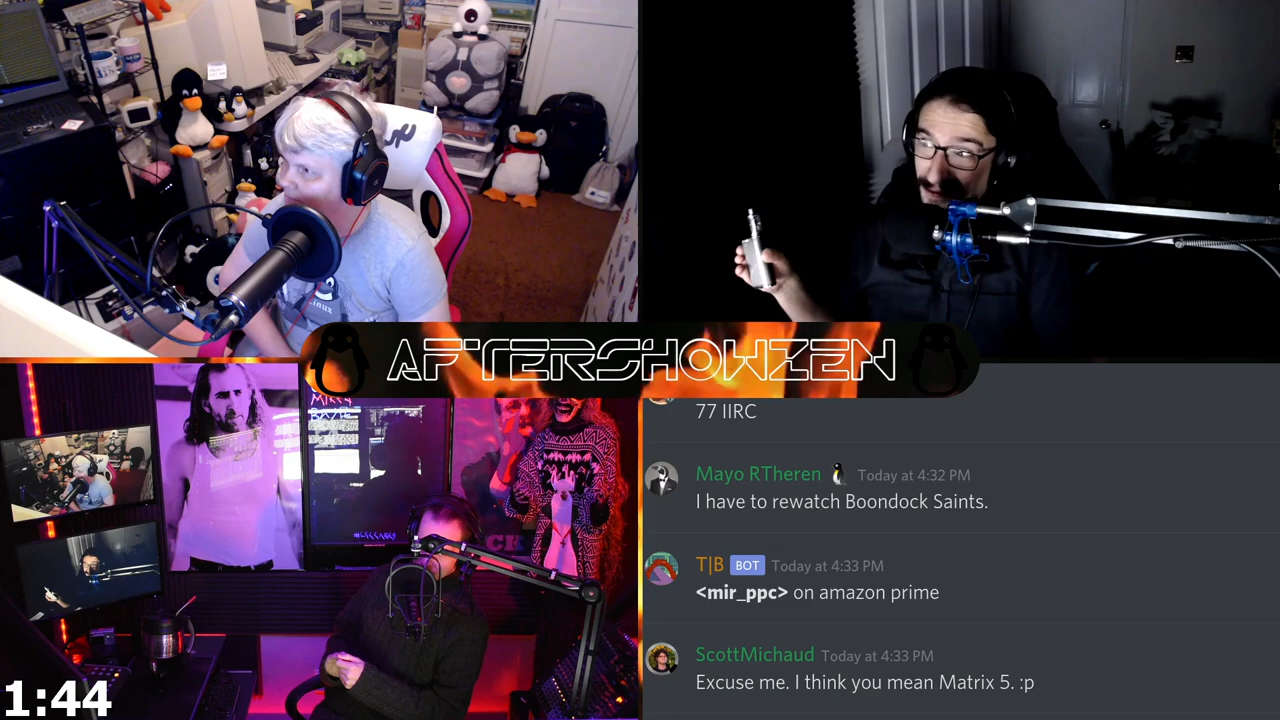 Linux
AFTERSHOWZEN
77 IIRC
Mayo RTheren Today at 4:32 PM
I have to rewatch Boondock Saints.
T|B BOT Today at 4:33 PM
<mir_ppc> on amazon prime
ScottMichaud Today at 4:33 PM
Excuse me. I think you mean Matrix 5. :p
1:44